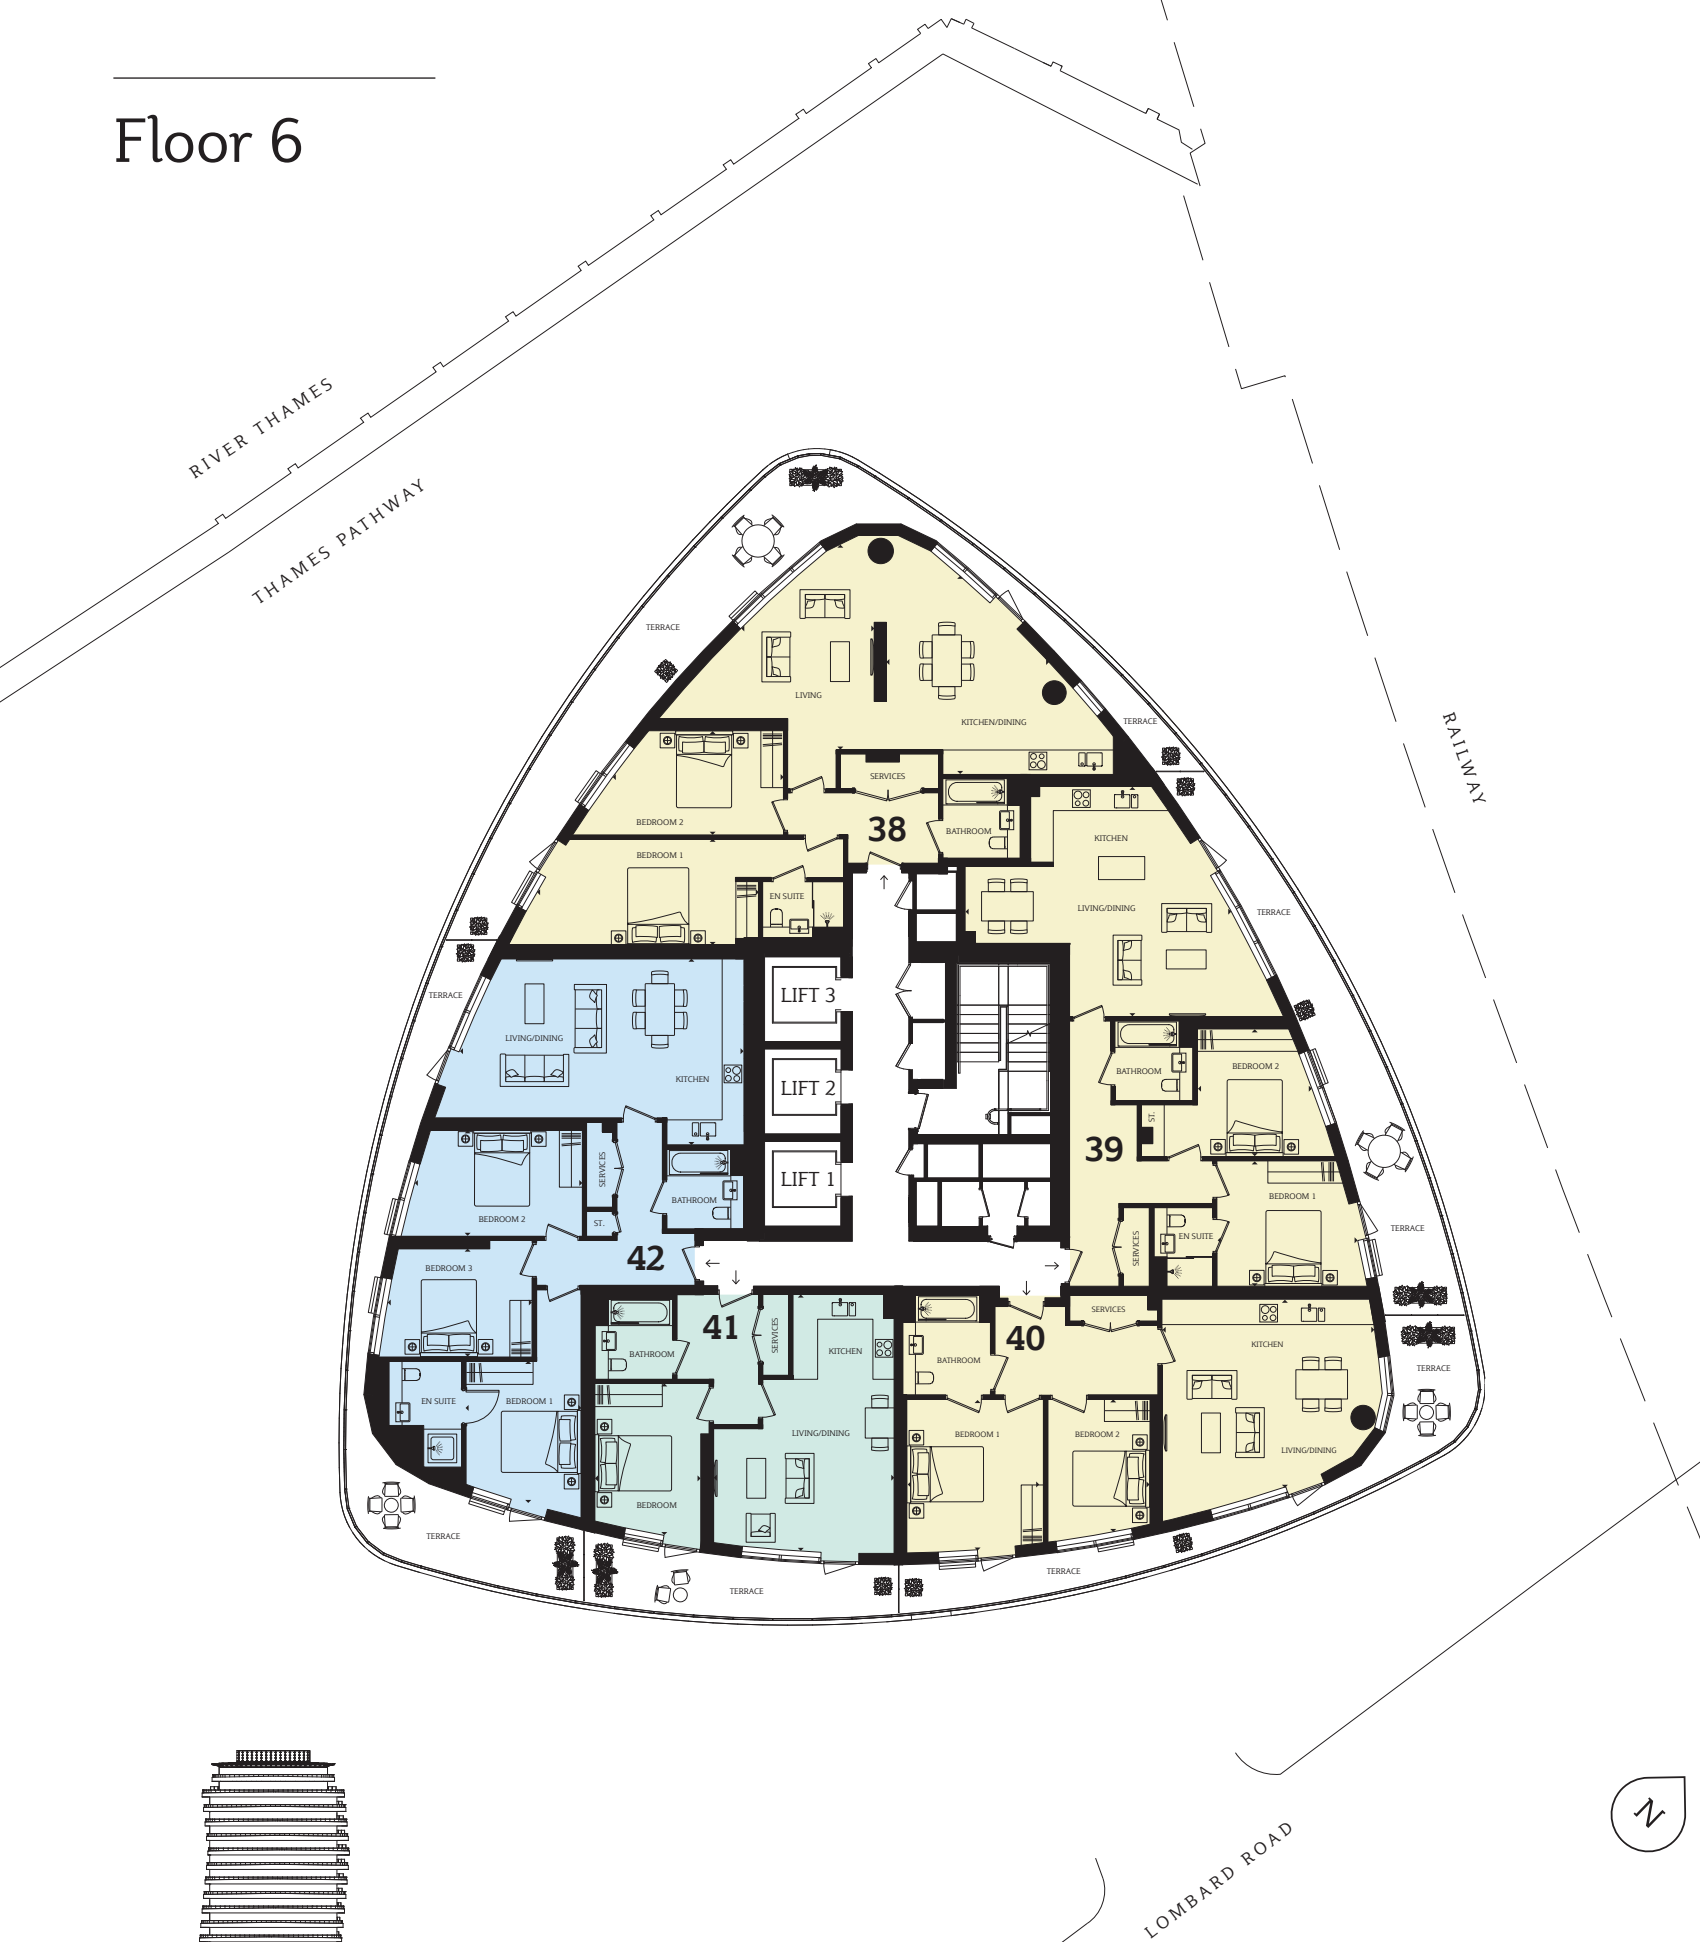 Floor 6
RIVER THAMES
THAMES PATHWAY
RAILWAY
TERRACE
LIVING
KITCHEN/DINING
TERRACE
SERVICES
BEDROOM 2
38
BATHROOM
KITCHEN
BEDROOM 1
EN SUITE
LIVING/DINING
TERRACE
TERRACE
LIFT 3
LIVING/DINING
KITCHEN
LIFT 2
BATHROOM
BEDROOM 2
ST.
39
SERVICES
BATHROOM
LIFT 1
BEDROOM 2
ST.
BEDROOM 1
TERRACE
EN SUITE
SERVICES
42
BEDROOM 3
41
SERVICES
KITCHEN
BATHROOM
SERVICES
40
BATHROOM
KITCHEN
TERRACE
EN SUITE
BEDROOM 1
LIVING/DINING
BEDROOM 1
BEDROOM 2
LIVING/DINING
BEDROOM
TERRACE
TERRACE
TERRACE
N
LOMBARD ROAD